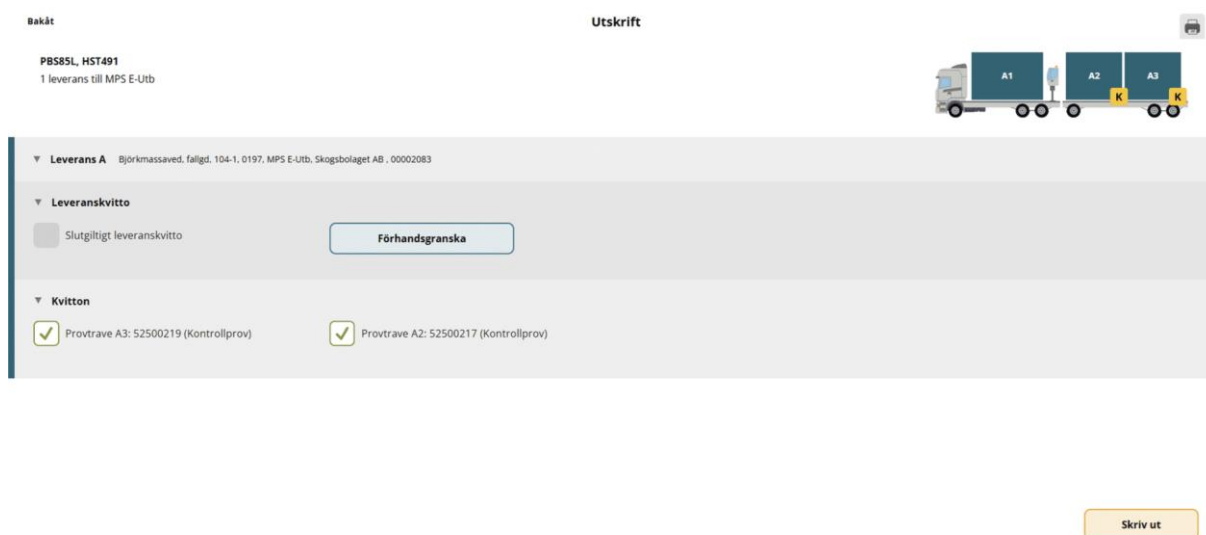 Bakåt
Utskrift
PBS85L, HST491
1 leverans till MPS E-Utb
A1
A2
A3
K
K
Leverans A Björkmassaved, fallgd, 104-1, 0197, MPS E-Utb, Skogsbolaget AB , 00002083
Leveranskvitto
Slutgiltigt leveranskvitto
Förhandsgranska
Kvitton
Provtrave A3: 52500219 (Kontrollprov)
Provtrave A2: 52500217 (Kontrollprov)
Skriv ut